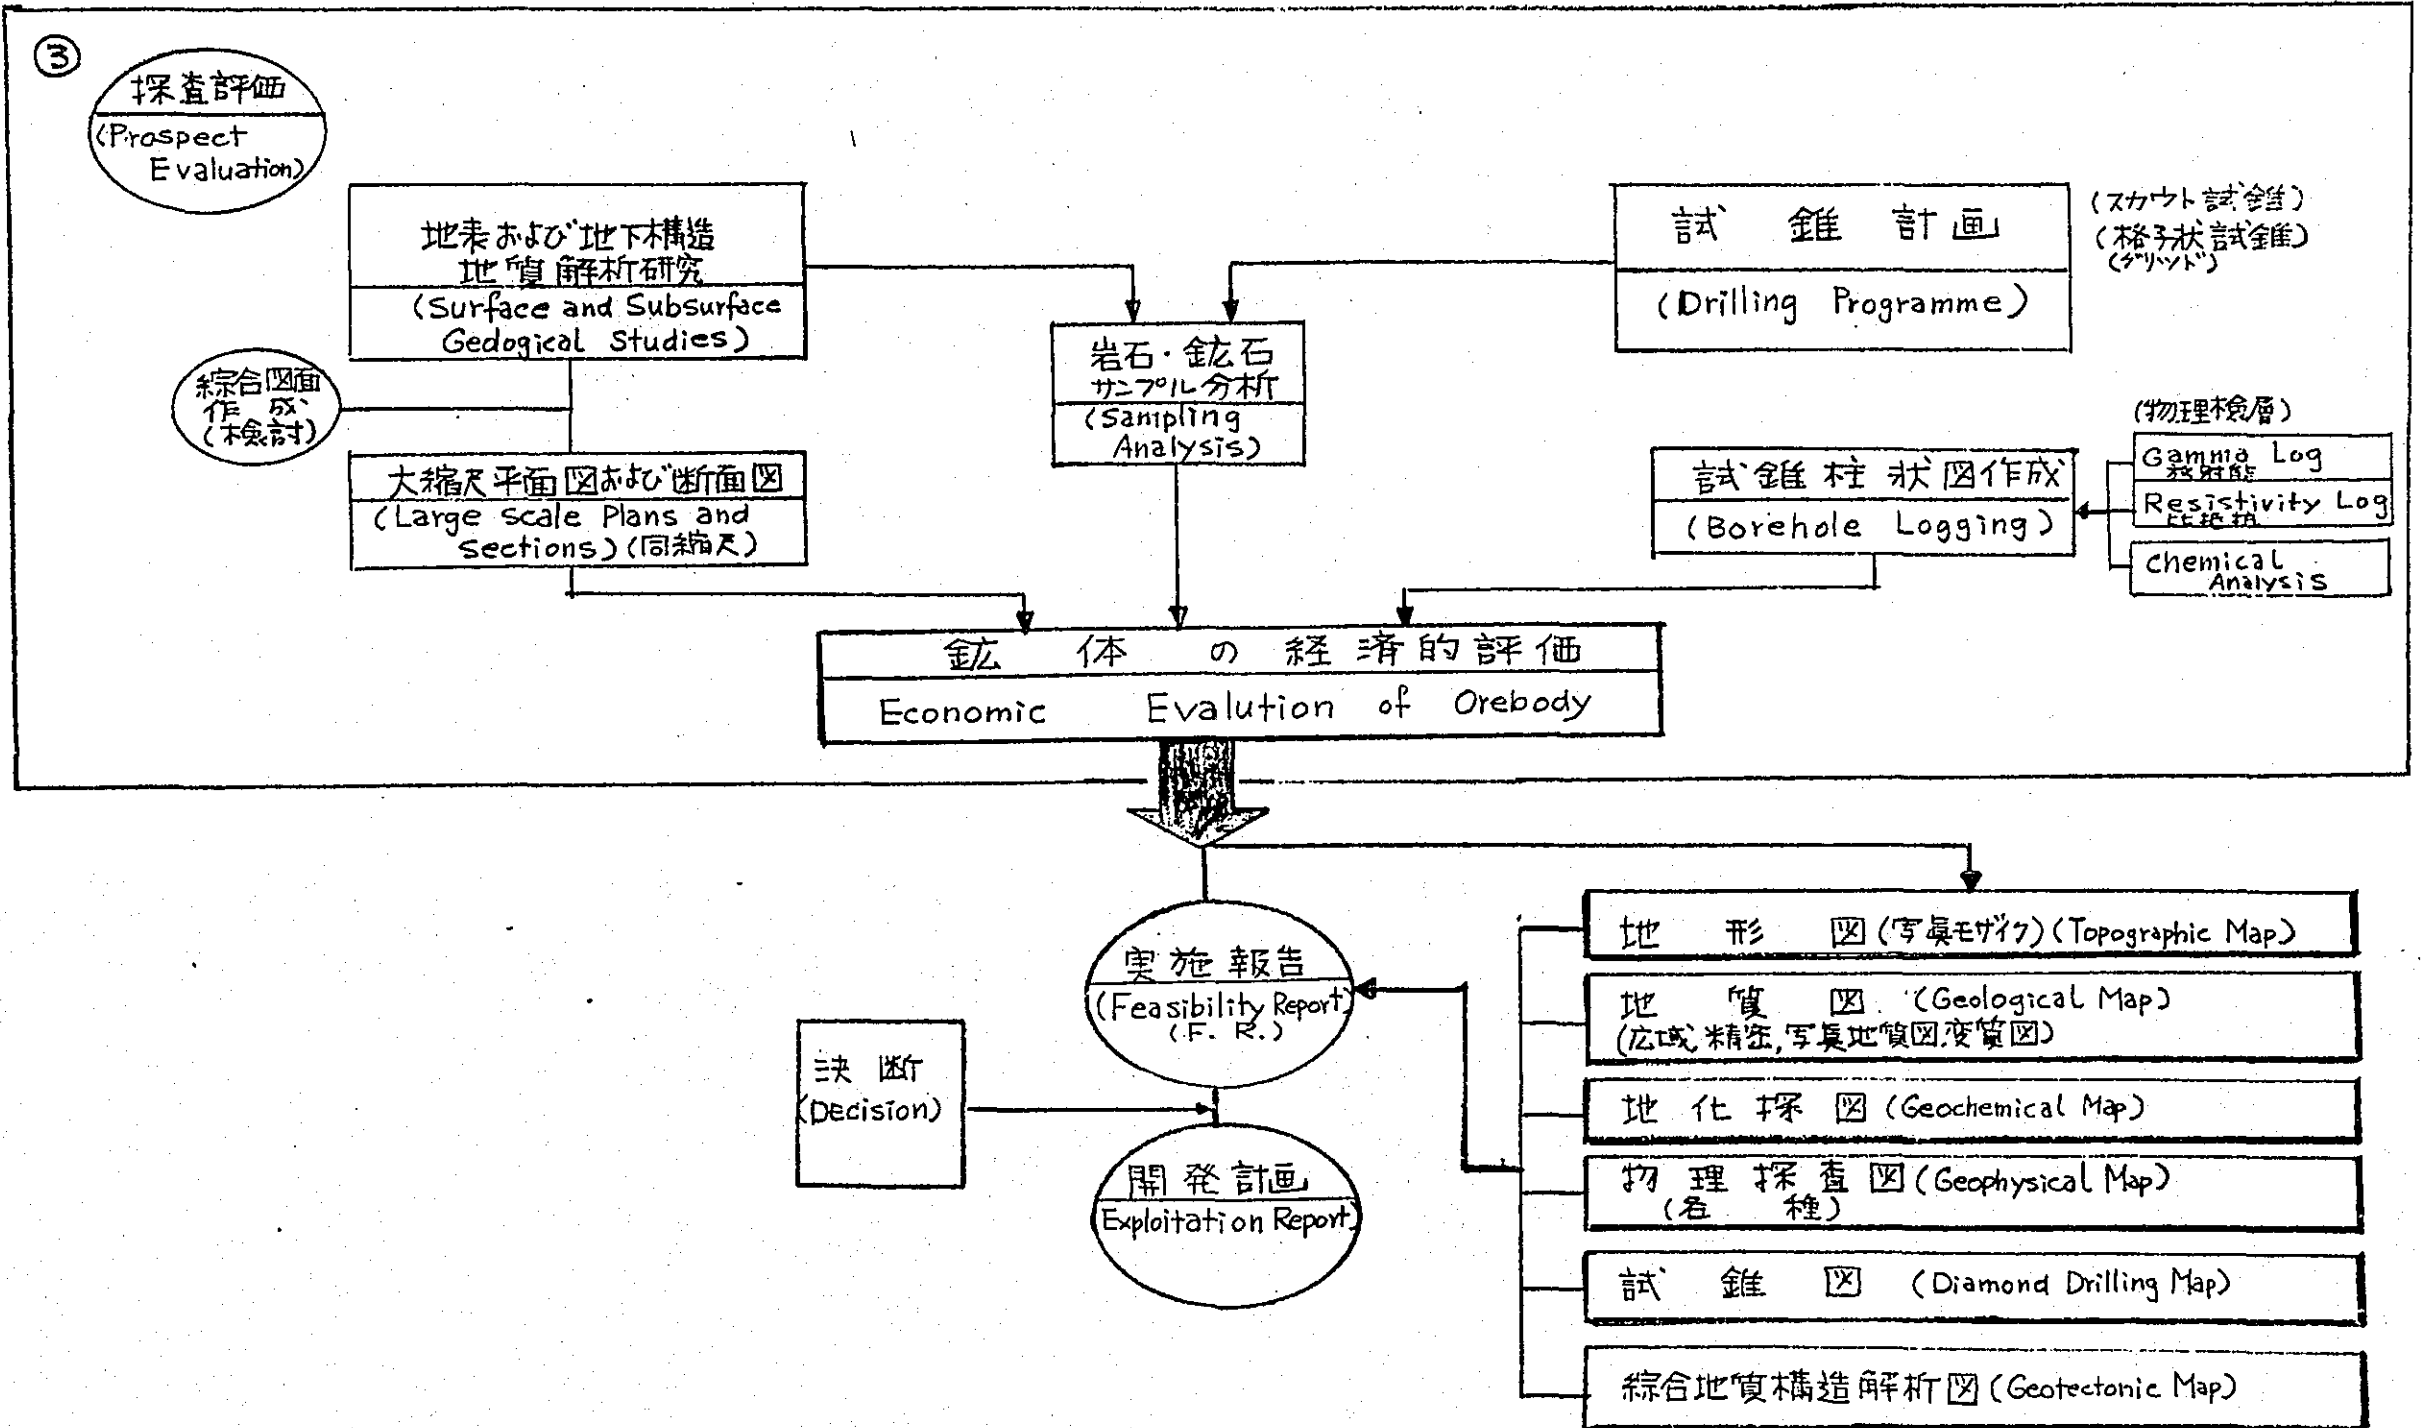 ③
探査評価
(Prospect
Evaluation)
地表および地下構造
地質解析研究
(Surface and Subsurface
Gedogical Studies)
試錐計画
(Drilling Programme)
(スカウト試錐)
(格子状試錐)
(グリッド)
岩石・鉱石
サンプル分析
(Sampling
Analysis)
綜合図面
作成
(検討)
大縮尺平面図および断面図
(Large scale Plans and
sections)(同縮尺)
試錐柱状図作成
(Borehole Logging)
(物理検層)
Gamma Log
放射能
Resistivity Log
比抵抗
Chemical
Analysis
鉱体の経済的評価
Economic Evalution of Orebody
実施報告
(Feasibility Report)
(F. R.)
決断
(Decision)
開発計画
(Exploitation Report)
地形図(写眞モザイク)(Topographic Map)
地質図 (Geological Map)
(広域,精密,写眞地質図,変質図)
地化探図(Geochemical Map)
物理探査図(Geophysical Map)
(各種)
試錐図 (Diamond Drilling Map)
綜合地質構造解析図(Geotectonic Map)